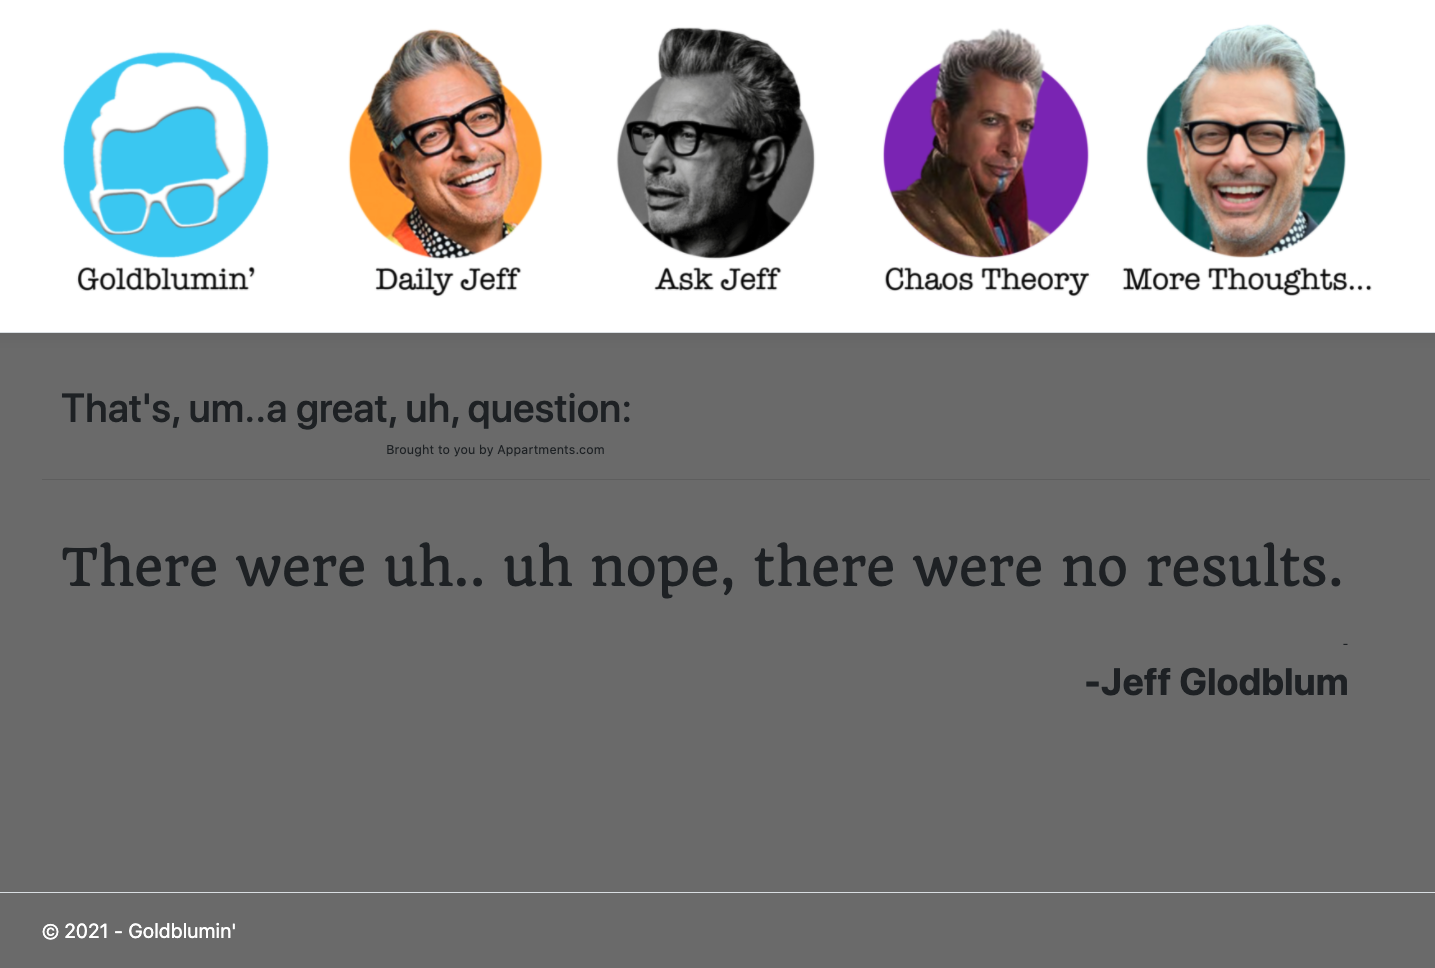 Goldblumin’
Daily Jeff
Ask Jeff
Chaos Theory
More Thoughts...
That's, um..a great, uh, question:
Brought to you by Appartments.com
There were uh.. uh nope, there were no results.
-
-Jeff Glodblum
© 2021 - Goldblumin'